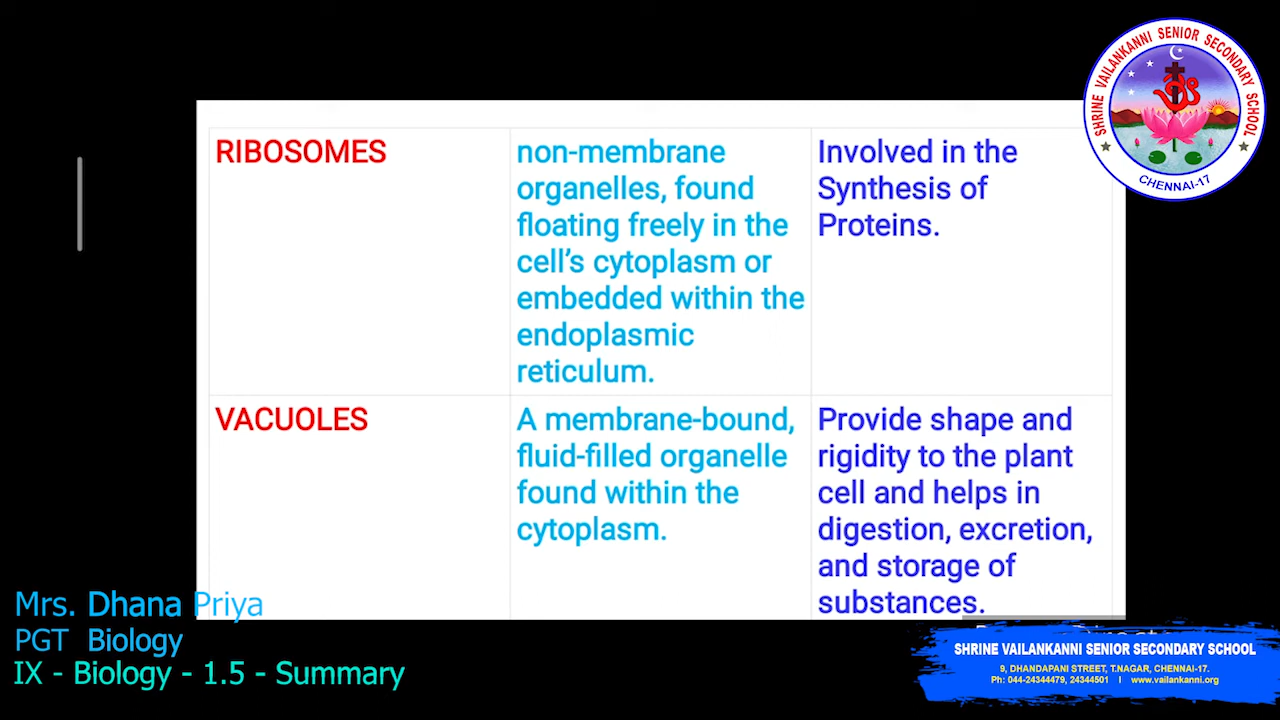 SHRINE VAILANKANNI SENIOR SECONDARY SCHOOL
CHENNAI-17
RIBOSOMES
non-membrane
organelles, found
floating freely in the
cell’s cytoplasm or
embedded within the
endoplasmic
reticulum.
Involved in the
Synthesis of
Proteins.
VACUOLES
A membrane-bound,
fluid-filled organelle
found within the
cytoplasm.
Provide shape and
rigidity to the plant
cell and helps in
digestion, excretion,
and storage of
substances.
Mrs. Dhana Priya
PGT Biology
IX - Biology - 1.5 - Summary
SHRINE VAILANKANNI SENIOR SECONDARY SCHOOL
9, DHANDAPANI STREET, T.NAGAR, CHENNAI-17.
Ph: 044-24344479, 24344501 I www.vailankanni.org